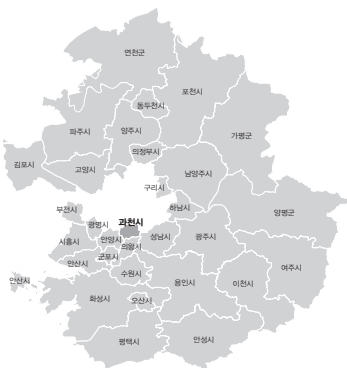 연천군
포천시
동두천시
파주시
양주시
가평군
의정부시
김포시
고양시
남양주시
구리시
부천시
하남시
양평군
광명시
과천시
시흥시
안양시
성남시
광주시
의왕시
군포시
안산시
여주시
수원시
안산시
용인시
이천시
화성시
오산시
평택시
안성시